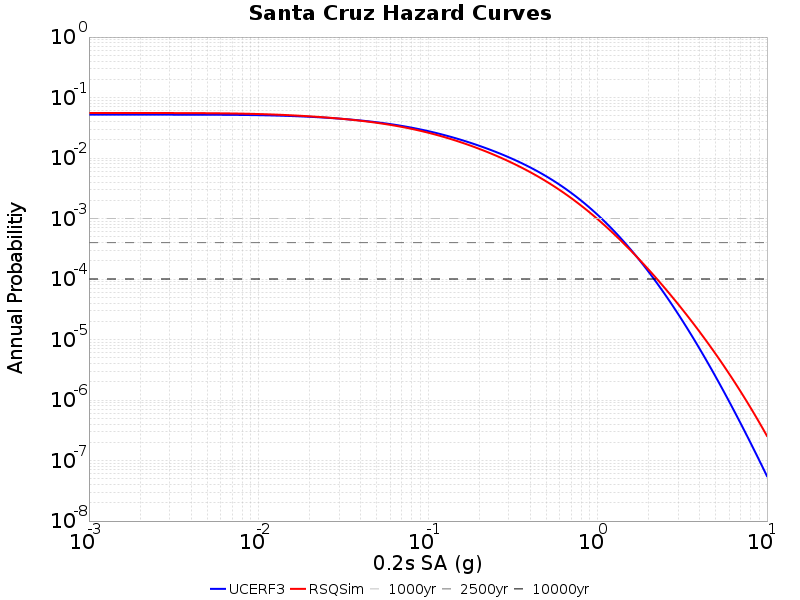 Santa Cruz Hazard Curves
Annual Probabilitiy
10^0
10^-1
10^-2
10^-3
10^-4
10^-5
10^-6
10^-7
10^-8
10^-3 10^-2 10^-1 10^0 10^1
0.2s SA (g)
UCERF3 RSQSim 1000yr 2500yr 10000yr